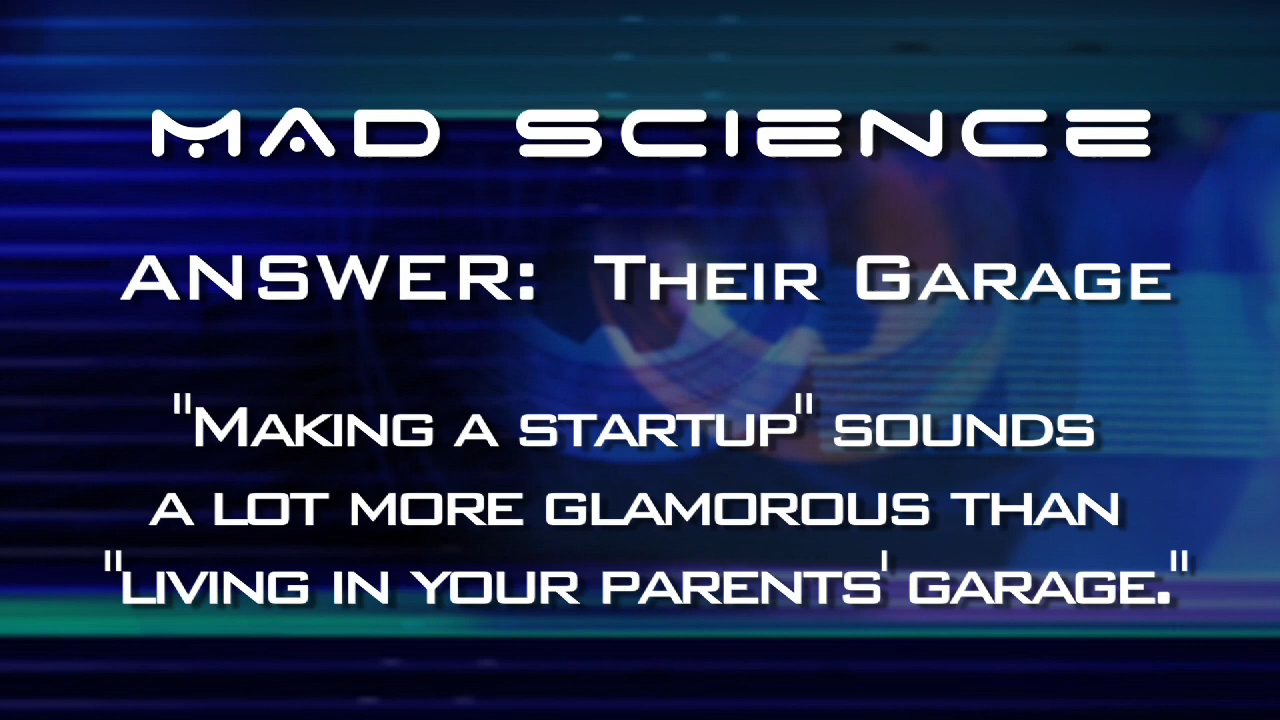 MAD SCIENCE
ANSWER: THEIR GARAGE
"MAKING A STARTUP" SOUNDS
A LOT MORE GLAMOROUS THAN
"LIVING IN YOUR PARENTS' GARAGE."